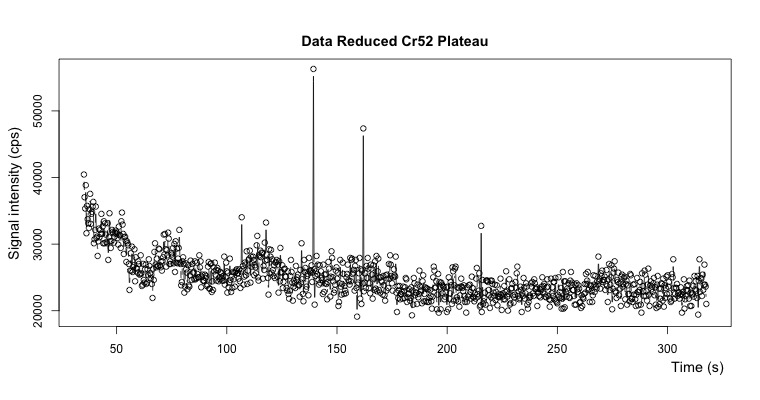 Data Reduced Cr52 Plateau
Signal intensity (cps)
50000
40000
30000
20000
50 100 150 200 250 300
Time (s)